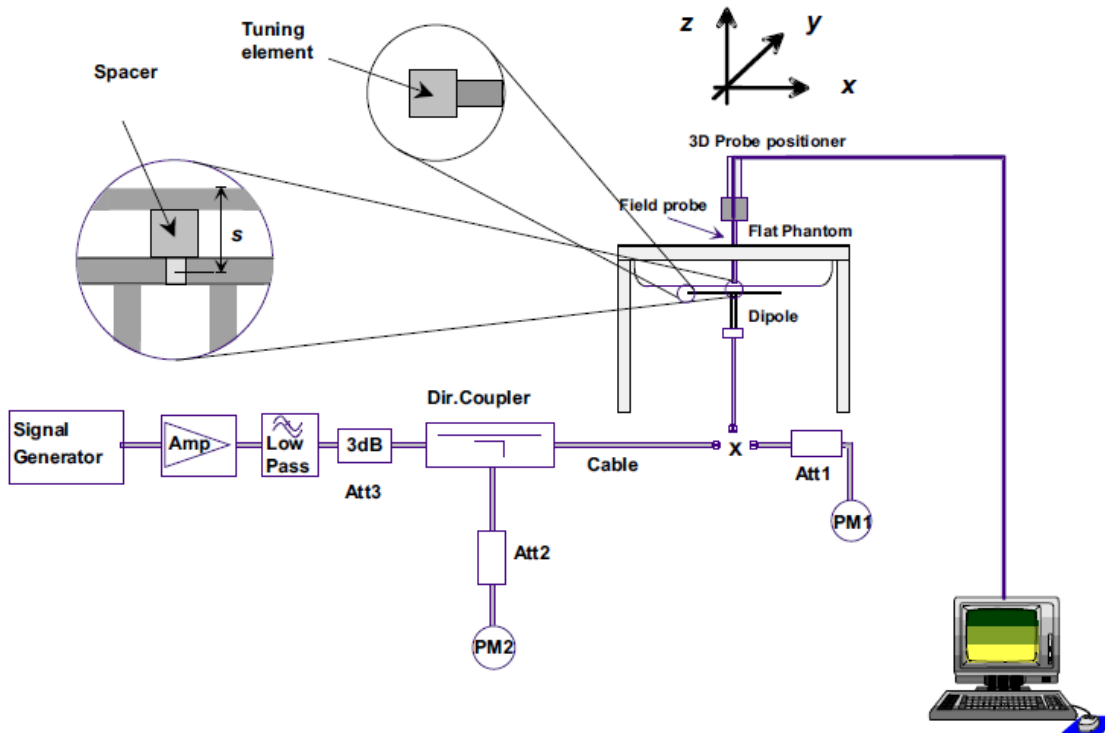 Tuning
element
Spacer
s
z
y
x
3D Probe positioner
Field probe
Flat Phantom
Dipole
Dir.Coupler
Signal
Generator
Amp
Low
Pass
3dB
Att3
Cable
X
Att1
PM1
Att2
PM2